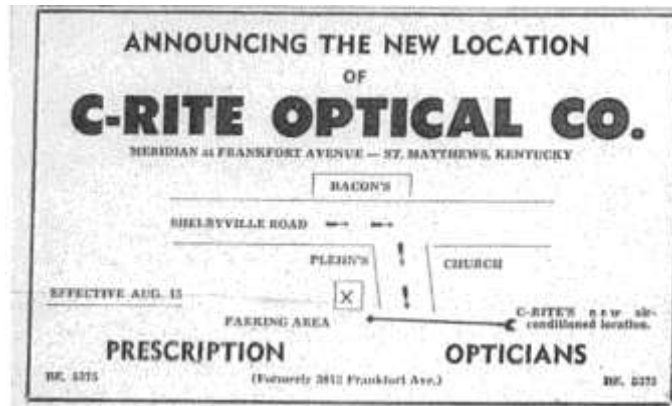 ANNOUNCING THE NEW LOCATION
OF
C-RITE OPTICAL CO.
MERIDIAN at FRANKFORT AVENUE — ST. MATTHEWS, KENTUCKY
BACON'S
SHELBYVILLE ROAD
PLEHN'S
CHURCH
EFFECTIVE AUG. 15
X
PARKING AREA
C-RITE'S new air-
conditioned location.
PRESCRIPTION OPTICIANS
(Formerly Frankfort Ave.)